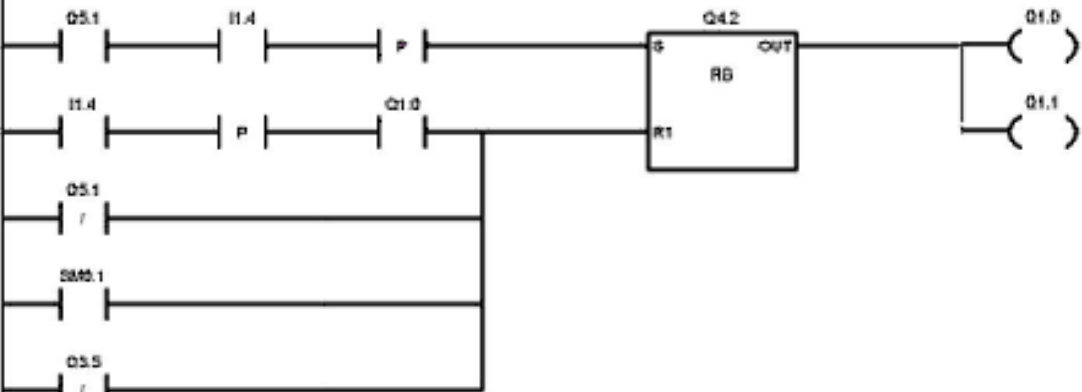 Q5.1 I1.4 Q4.2 Q1.0
P S OUT
RS
I1.4 Q1.0 Q1.1
P R1
Q5.1
/
SM0.1
Q3.5
/